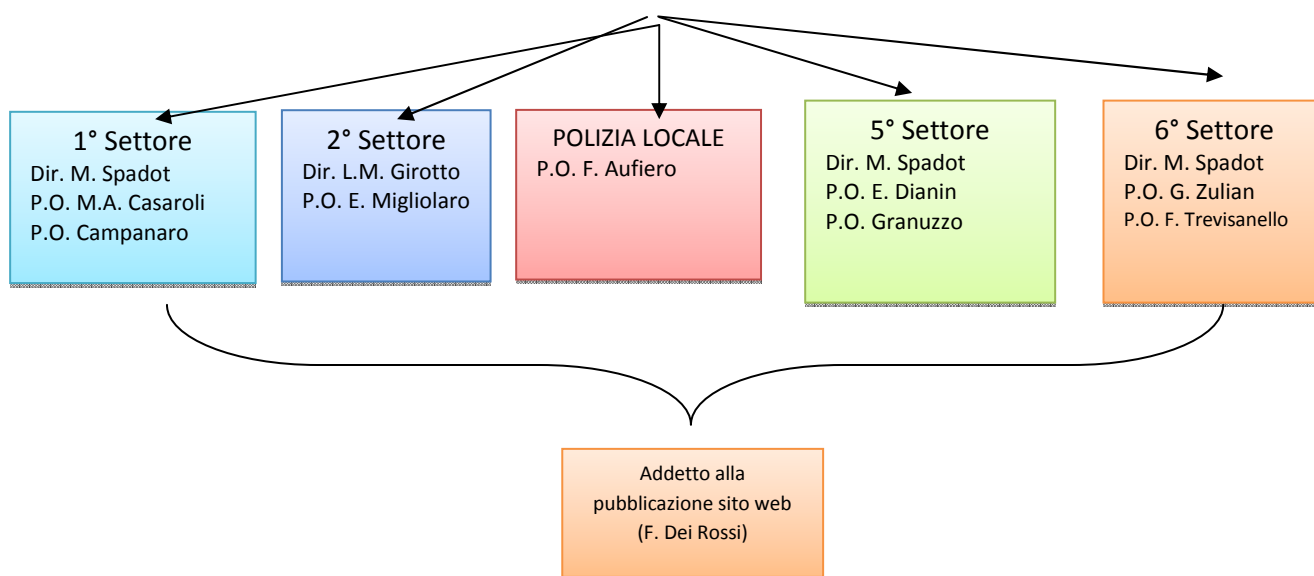 1° Settore
Dir. M. Spadot
P.O. M.A. Casaroli
P.O. Campanaro
2° Settore
Dir. L.M. Girotto
P.O. E. Migliolaro
POLIZIA LOCALE
P.O. F. Aufiero
5° Settore
Dir. M. Spadot
P.O. E. Dianin
P.O. Granuzzo
6° Settore
Dir. M. Spadot
P.O. G. Zulian
P.O. F. Trevisanello
Addetto alla
pubblicazione sito web
(F. Dei Rossi)